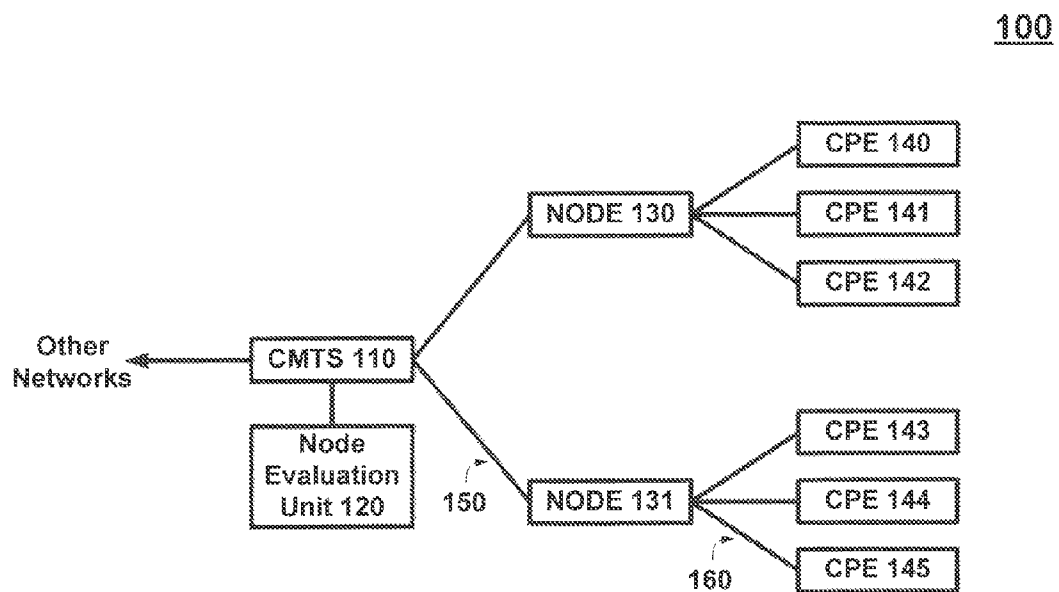 100
CPE 140
NODE 130
CPE 141
CPE 142
Other
Networks
CMTS 110
Node
Evaluation
Unit 120
150
CPE 143
NODE 131
CPE 144
160
CPE 145